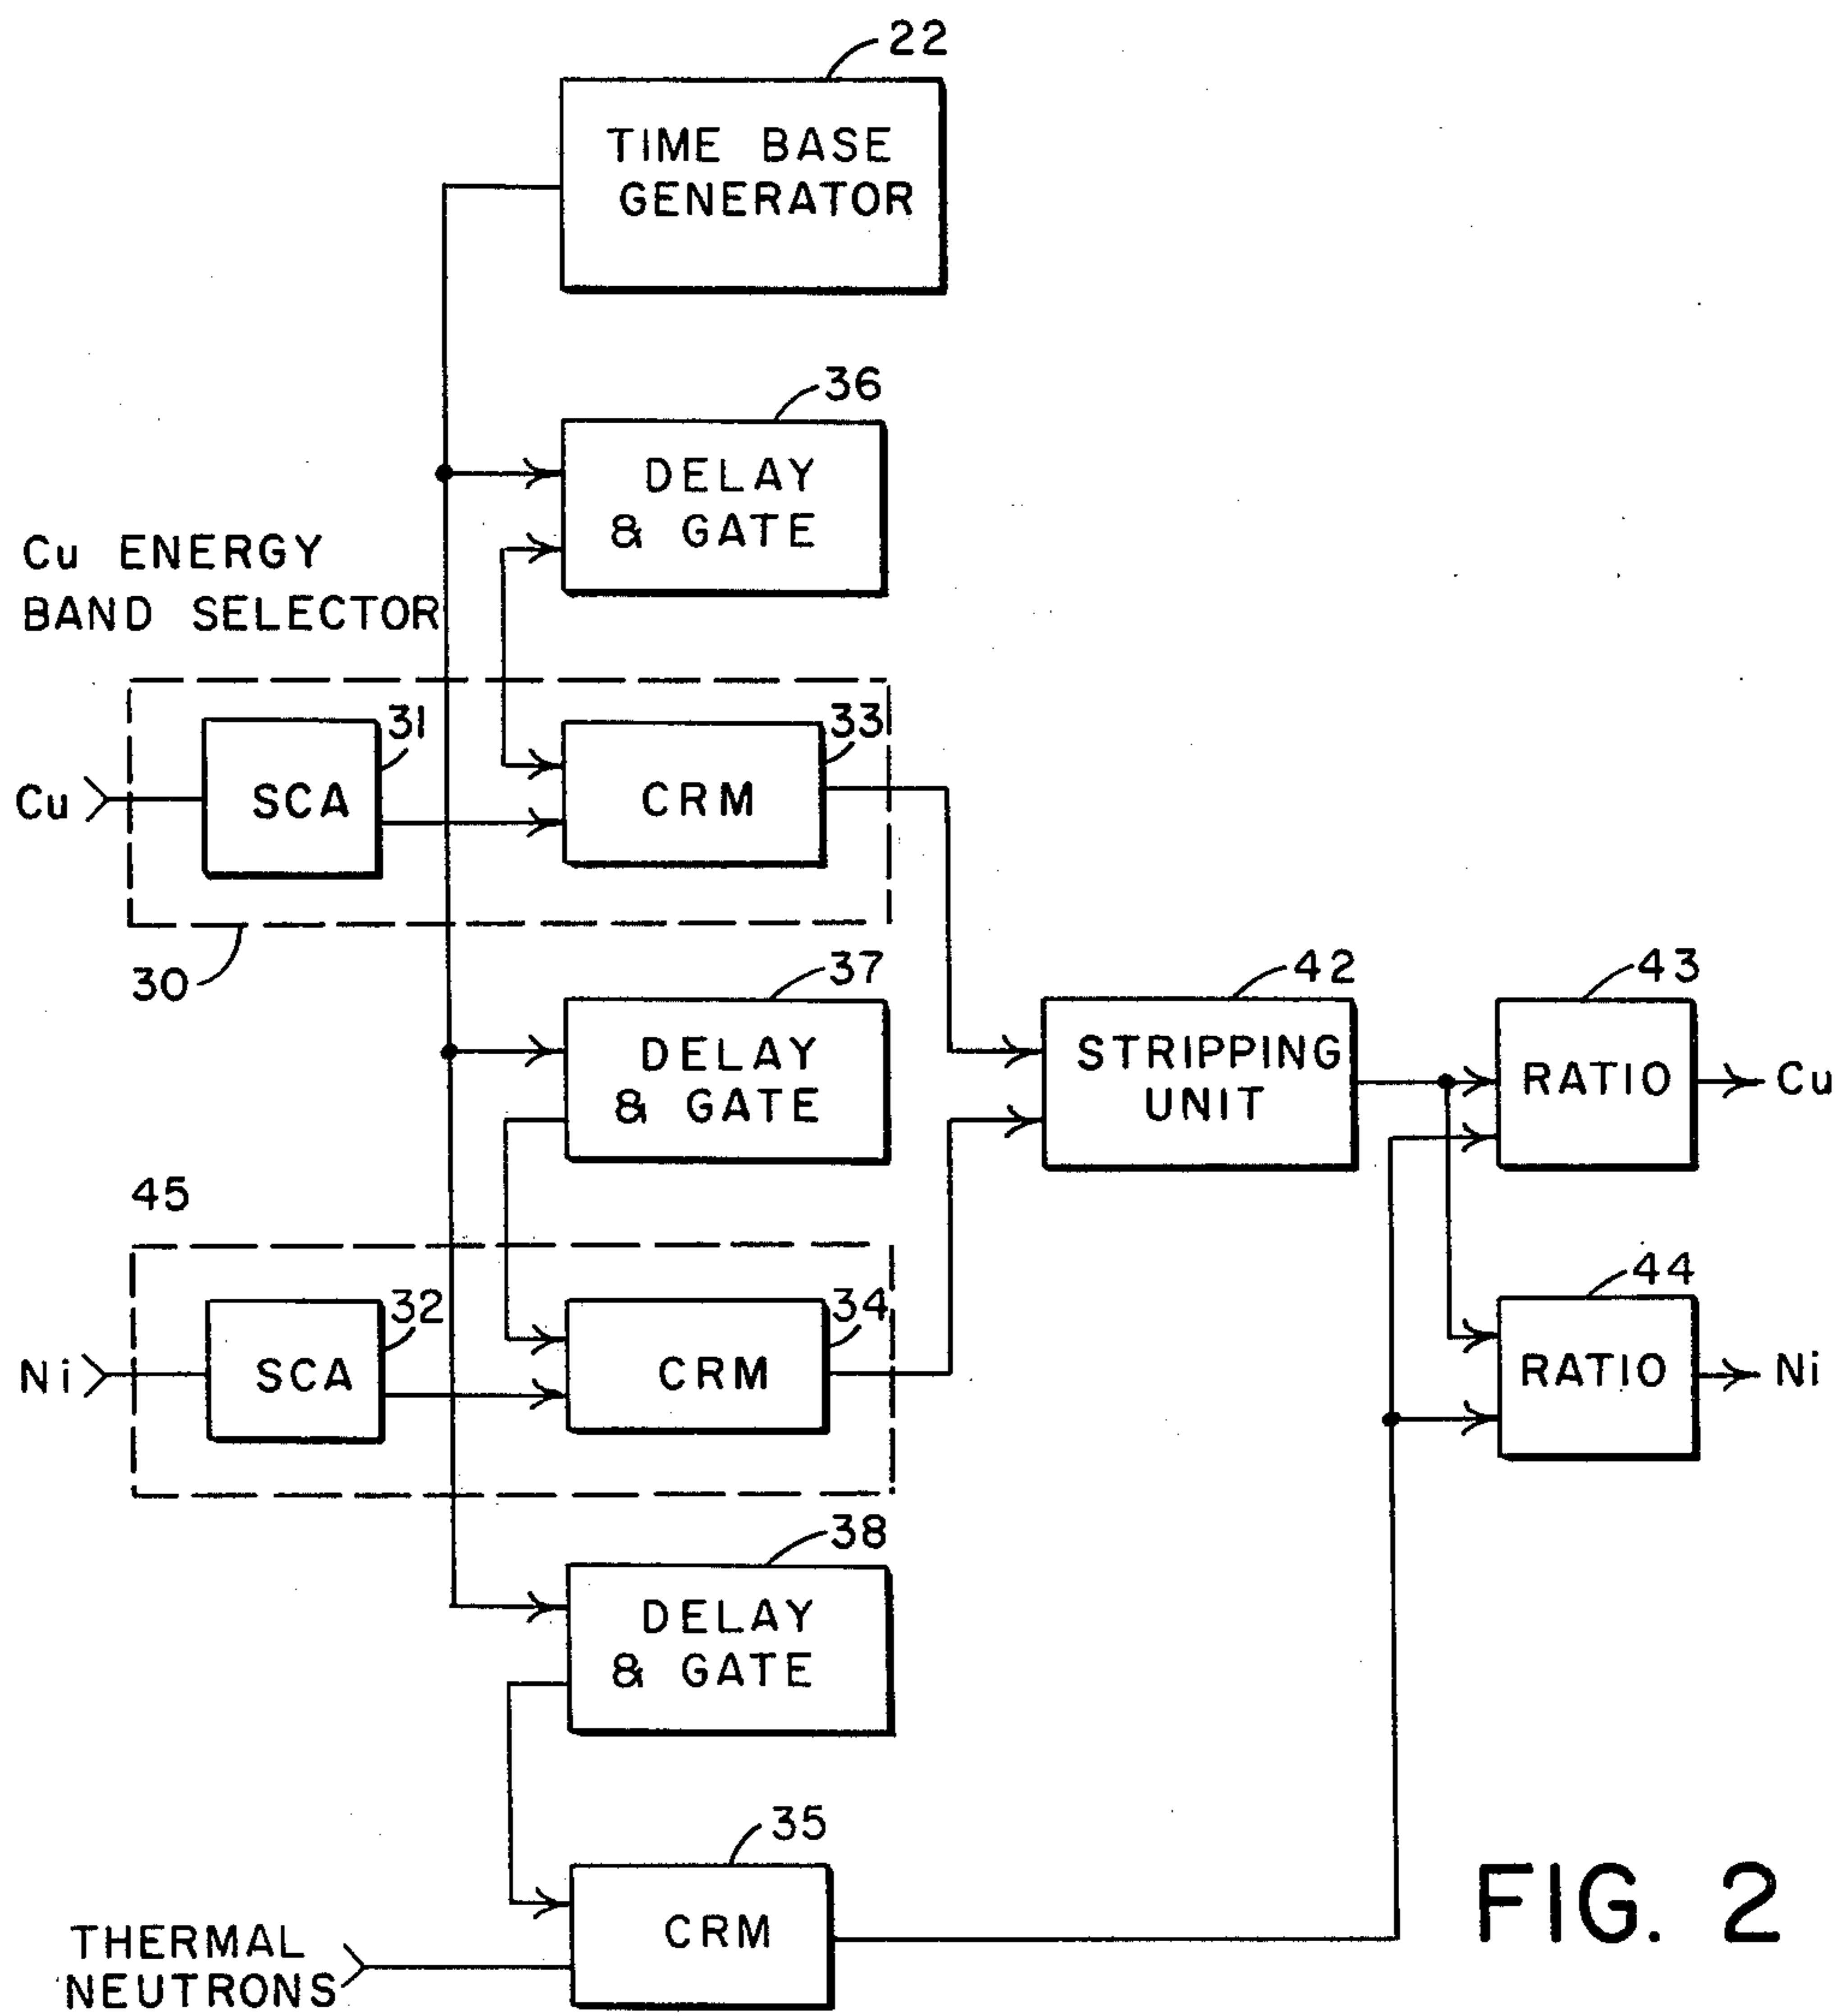 22
TIME BASE
GENERATOR
36
DELAY
& GATE
Cu ENERGY
BAND SELECTOR
31
33
Cu
SCA
CRM
30
37
42
43
DELAY
& GATE
STRIPPING
UNIT
RATIO
Cu
45
32
34
44
Ni
SCA
CRM
RATIO
Ni
38
DELAY
& GATE
35
CRM
THERMAL
NEUTRONS
FIG. 2